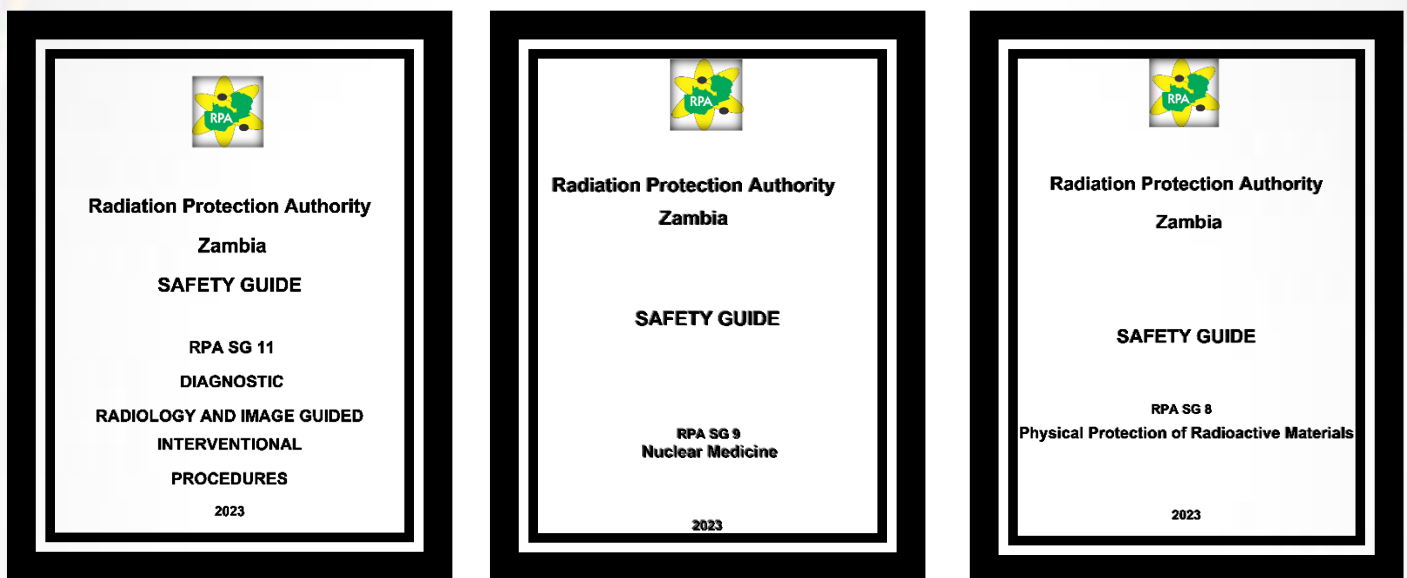 RPA
Radiation Protection Authority
Zambia
SAFETY GUIDE
RPA SG 11
DIAGNOSTIC
RADIOLOGY AND IMAGE GUIDED
INTERVENTIONAL
PROCEDURES
2023
RPA
Radiation Protection Authority
Zambia
SAFETY GUIDE
RPA SG 9
Nuclear Medicine
2023
RPA
Radiation Protection Authority
Zambia
SAFETY GUIDE
RPA SG 8
Physical Protection of Radioactive Materials
2023